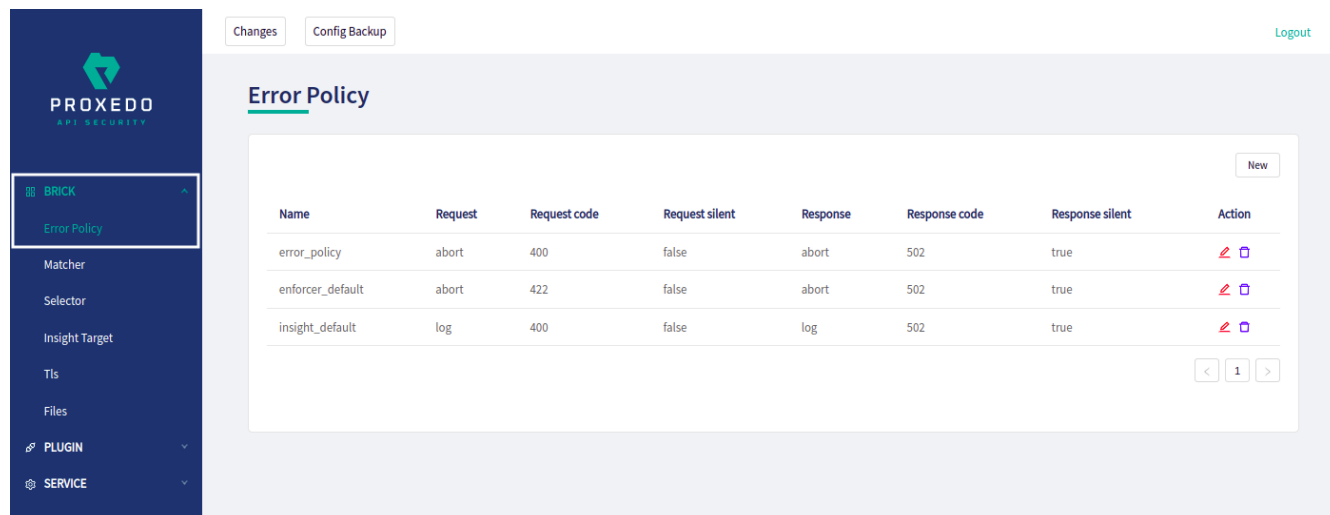 Changes Config Backup Logout
PROXEDO
API SECURITY
BRICK
Error Policy
Matcher
Selector
Insight Target
Tls
Files
PLUGIN
SERVICE
Error Policy
New
Name Request Request code Request silent Response Response code Response silent Action
error_policy abort 400 false abort 502 true
enforcer_default abort 422 false abort 502 true
insight_default log 400 false log 502 true
< 1 >